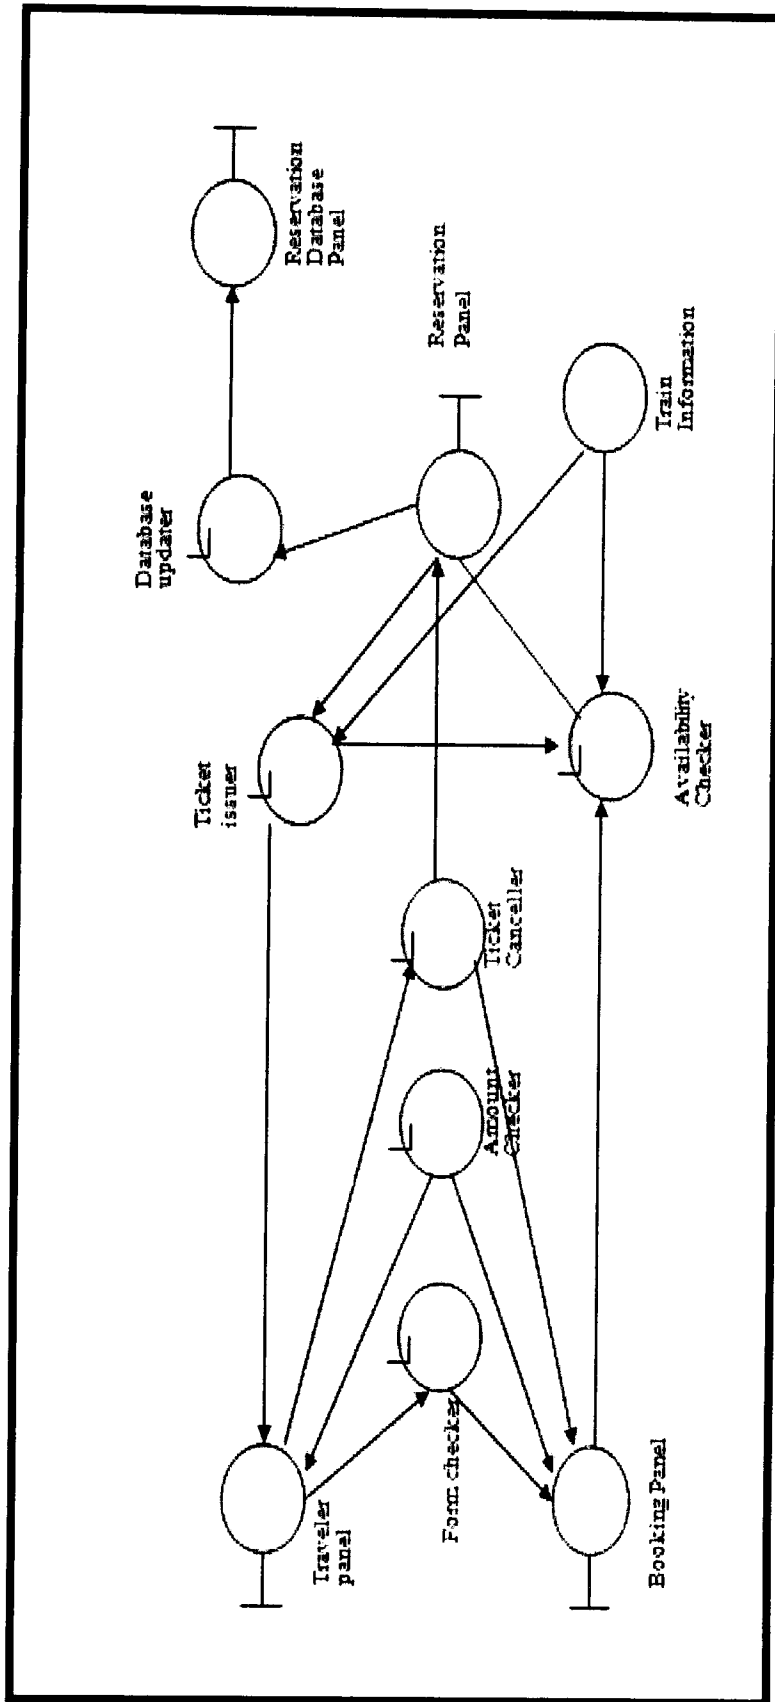 Reservation
Database
Panel
Database
updater
Reservation
Panel
Train
Information
Ticket
issuer
Availability
Checker
Ticket
Canceller
Amount
Checker
Form checker
Traveler
panel
Booking Panel